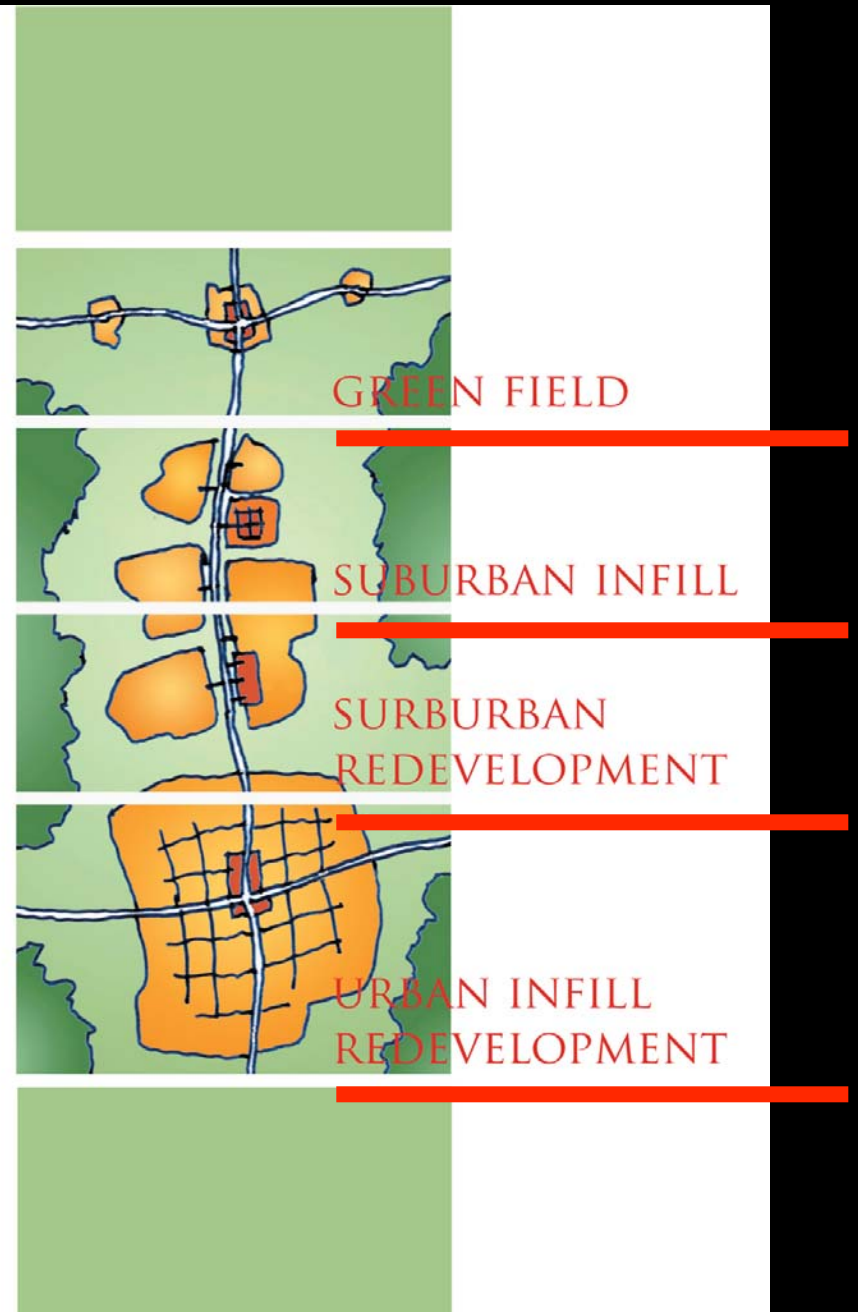 GREEN FIELD
SUBURBAN INFILL
SURBURBAN
REDEVELOPMENT
URBAN INFILL
REDEVELOPMENT